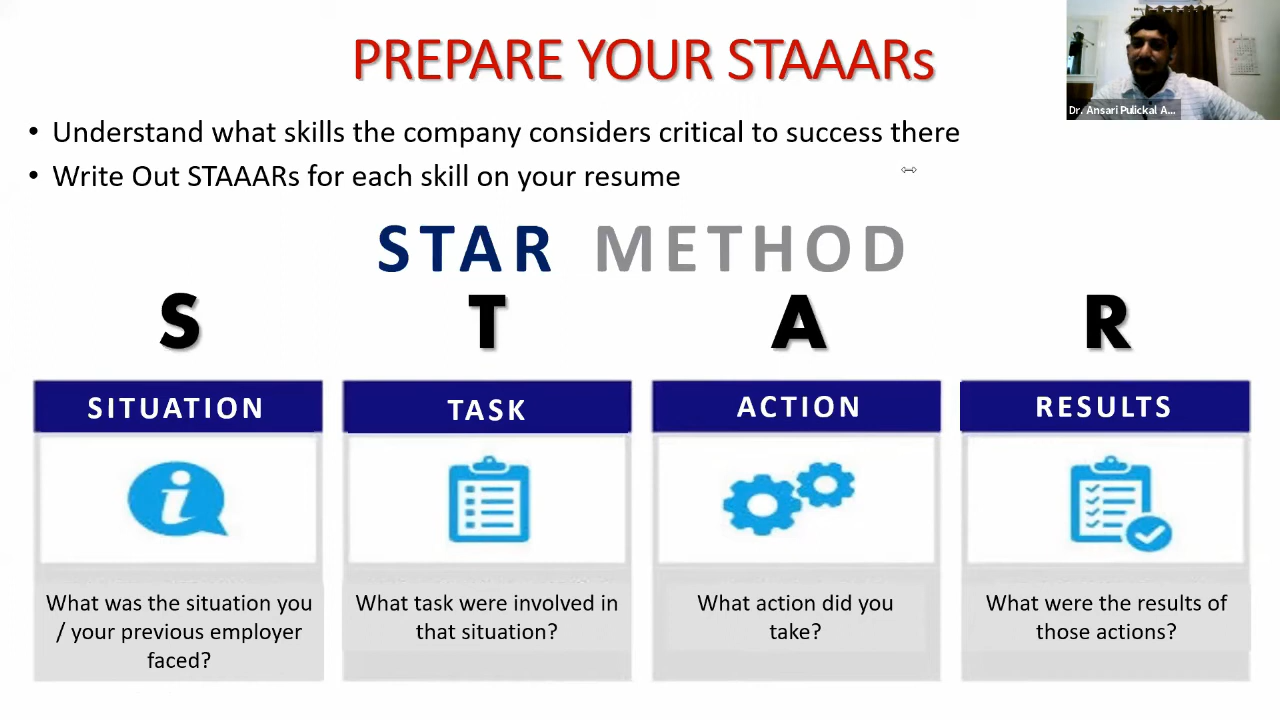 PREPARE YOUR STAAARs
Dr. Ansari Pulickal A...
• Understand what skills the company considers critical to success there
• Write Out STAAARs for each skill on your resume
STAR METHOD
S T A R
SITUATION
TASK
ACTION
RESULTS
What was the situation you
/ your previous employer
faced?
What task were involved in
that situation?
What action did you
take?
What were the results of
those actions?